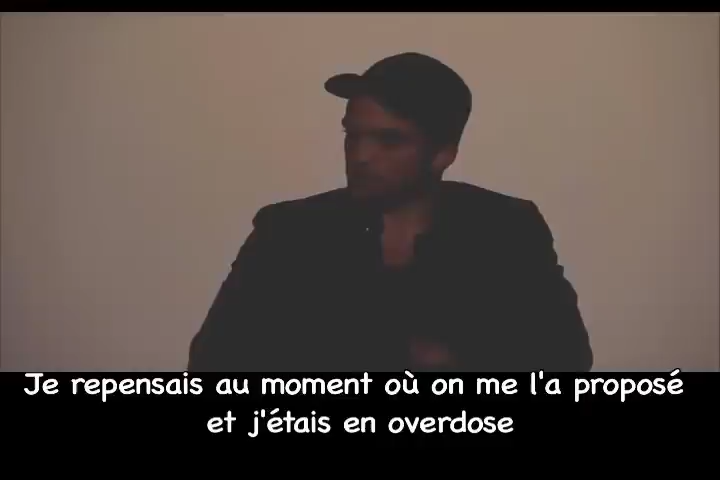 Je repensais au moment où on me l'a proposé
et j'étais en overdose